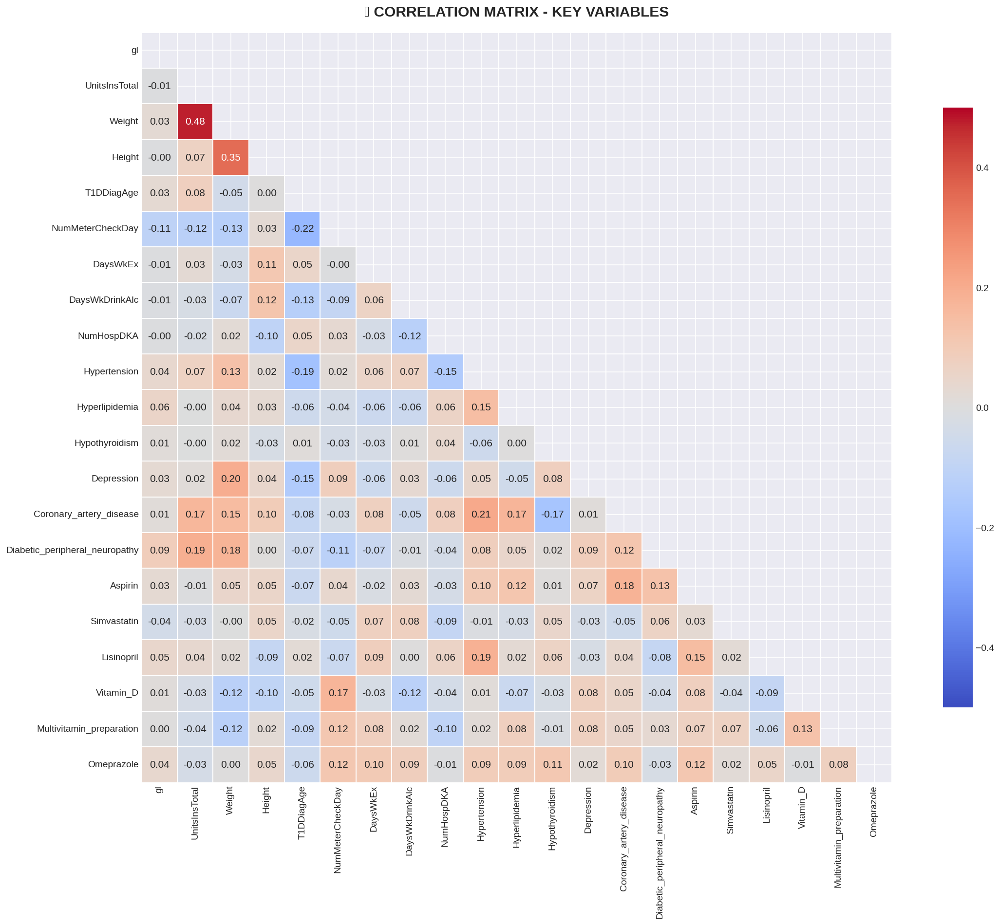 CORRELATION MATRIX - KEY VARIABLES
gl
UnitsInsTotal -0.01
Weight 0.03 0.48
Height -0.00 0.07 0.35
T1DDiagAge 0.03 0.08 -0.05 0.00
NumMeterCheckDay -0.11 -0.12 -0.13 0.03 -0.22
DaysWkEx -0.01 0.03 -0.03 0.11 0.05 -0.00
DaysWkDrinkAlc -0.01 -0.03 -0.07 0.12 -0.13 -0.09 0.06
NumHospDKA -0.00 -0.02 0.02 -0.10 0.05 0.03 -0.03 -0.12
Hypertension 0.04 0.07 0.13 0.02 -0.19 0.02 0.06 0.07 -0.15
Hyperlipidemia 0.06 -0.00 0.04 0.03 -0.06 -0.04 -0.06 -0.06 0.06 0.15
Hypothyroidism 0.01 -0.00 0.02 -0.03 0.01 -0.03 -0.03 0.01 0.04 -0.06 0.00
Depression 0.03 0.02 0.20 0.04 -0.15 0.09 -0.06 0.03 -0.06 0.05 -0.05 0.08
Coronary_artery_disease 0.01 0.17 0.15 0.10 -0.08 -0.03 0.08 -0.05 0.08 0.21 0.17 -0.17 0.01
Diabetic_peripheral_neuropathy 0.09 0.19 0.18 0.00 -0.07 -0.11 -0.07 -0.01 -0.04 0.08 0.05 0.02 0.09 0.12
Aspirin 0.03 -0.01 0.05 0.05 -0.07 0.04 -0.02 0.03 -0.03 0.10 0.12 0.01 0.07 0.18 0.13
Simvastatin -0.04 -0.03 -0.00 0.05 -0.02 -0.05 0.07 0.08 -0.09 -0.01 -0.03 0.05 -0.03 -0.05 0.06 0.03
Lisinopril 0.05 0.04 0.02 -0.09 0.02 -0.07 0.09 0.00 0.06 0.19 0.02 0.06 -0.03 0.04 -0.08 0.15 0.02
Vitamin_D 0.01 -0.03 -0.12 -0.10 -0.05 0.17 -0.03 -0.12 -0.04 0.01 -0.07 -0.03 0.08 0.05 -0.04 0.08 -0.04 -0.09
Multivitamin_preparation 0.00 -0.04 -0.12 0.02 -0.09 0.12 0.08 0.02 -0.10 0.02 0.08 -0.01 0.08 0.05 0.03 0.07 0.07 -0.06 0.13
Omeprazole 0.04 -0.03 0.00 0.05 -0.06 0.12 0.10 0.09 -0.01 0.09 0.09 0.11 0.02 0.10 -0.03 0.12 0.02 0.05 -0.01 0.08
gl
UnitsInsTotal
Weight
Height
T1DDiagAge
NumMeterCheckDay
DaysWkEx
DaysWkDrinkAlc
NumHospDKA
Hypertension
Hyperlipidemia
Hypothyroidism
Depression
Coronary_artery_disease
Diabetic_peripheral_neuropathy
Aspirin
Simvastatin
Lisinopril
Vitamin_D
Multivitamin_preparation
Omeprazole
0.4
0.2
0.0
−0.2
−0.4